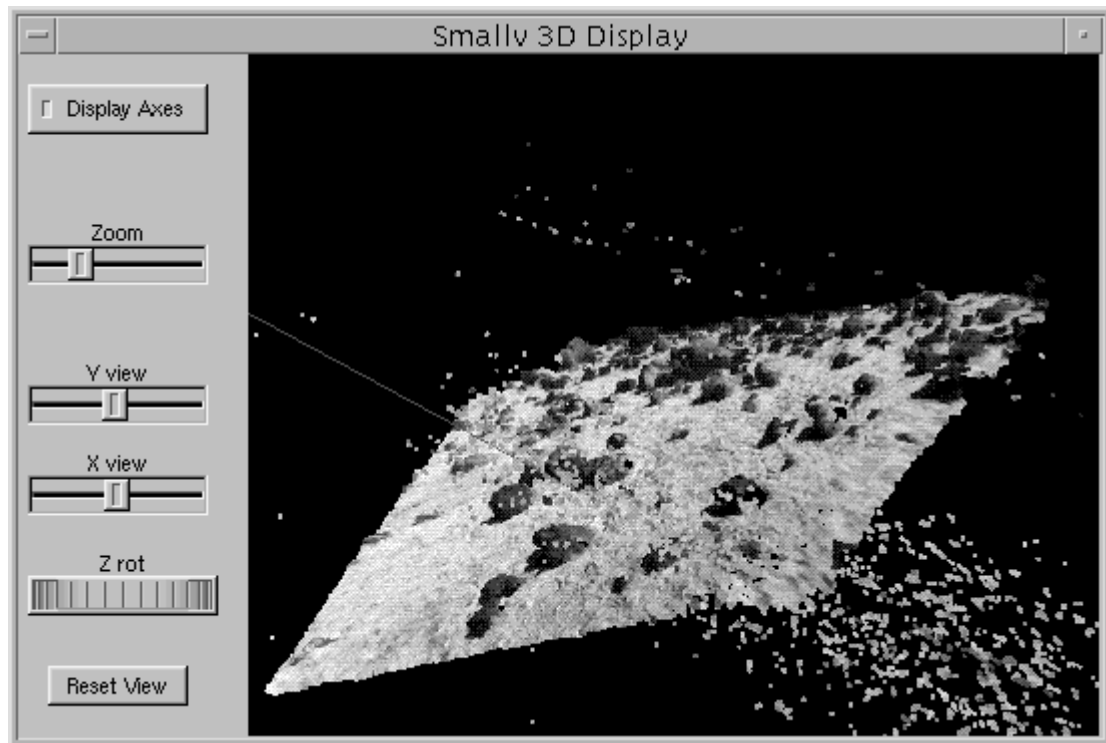 Smallv 3D Display
Display Axes
Zoom
Y view
X view
Z rot
Reset View